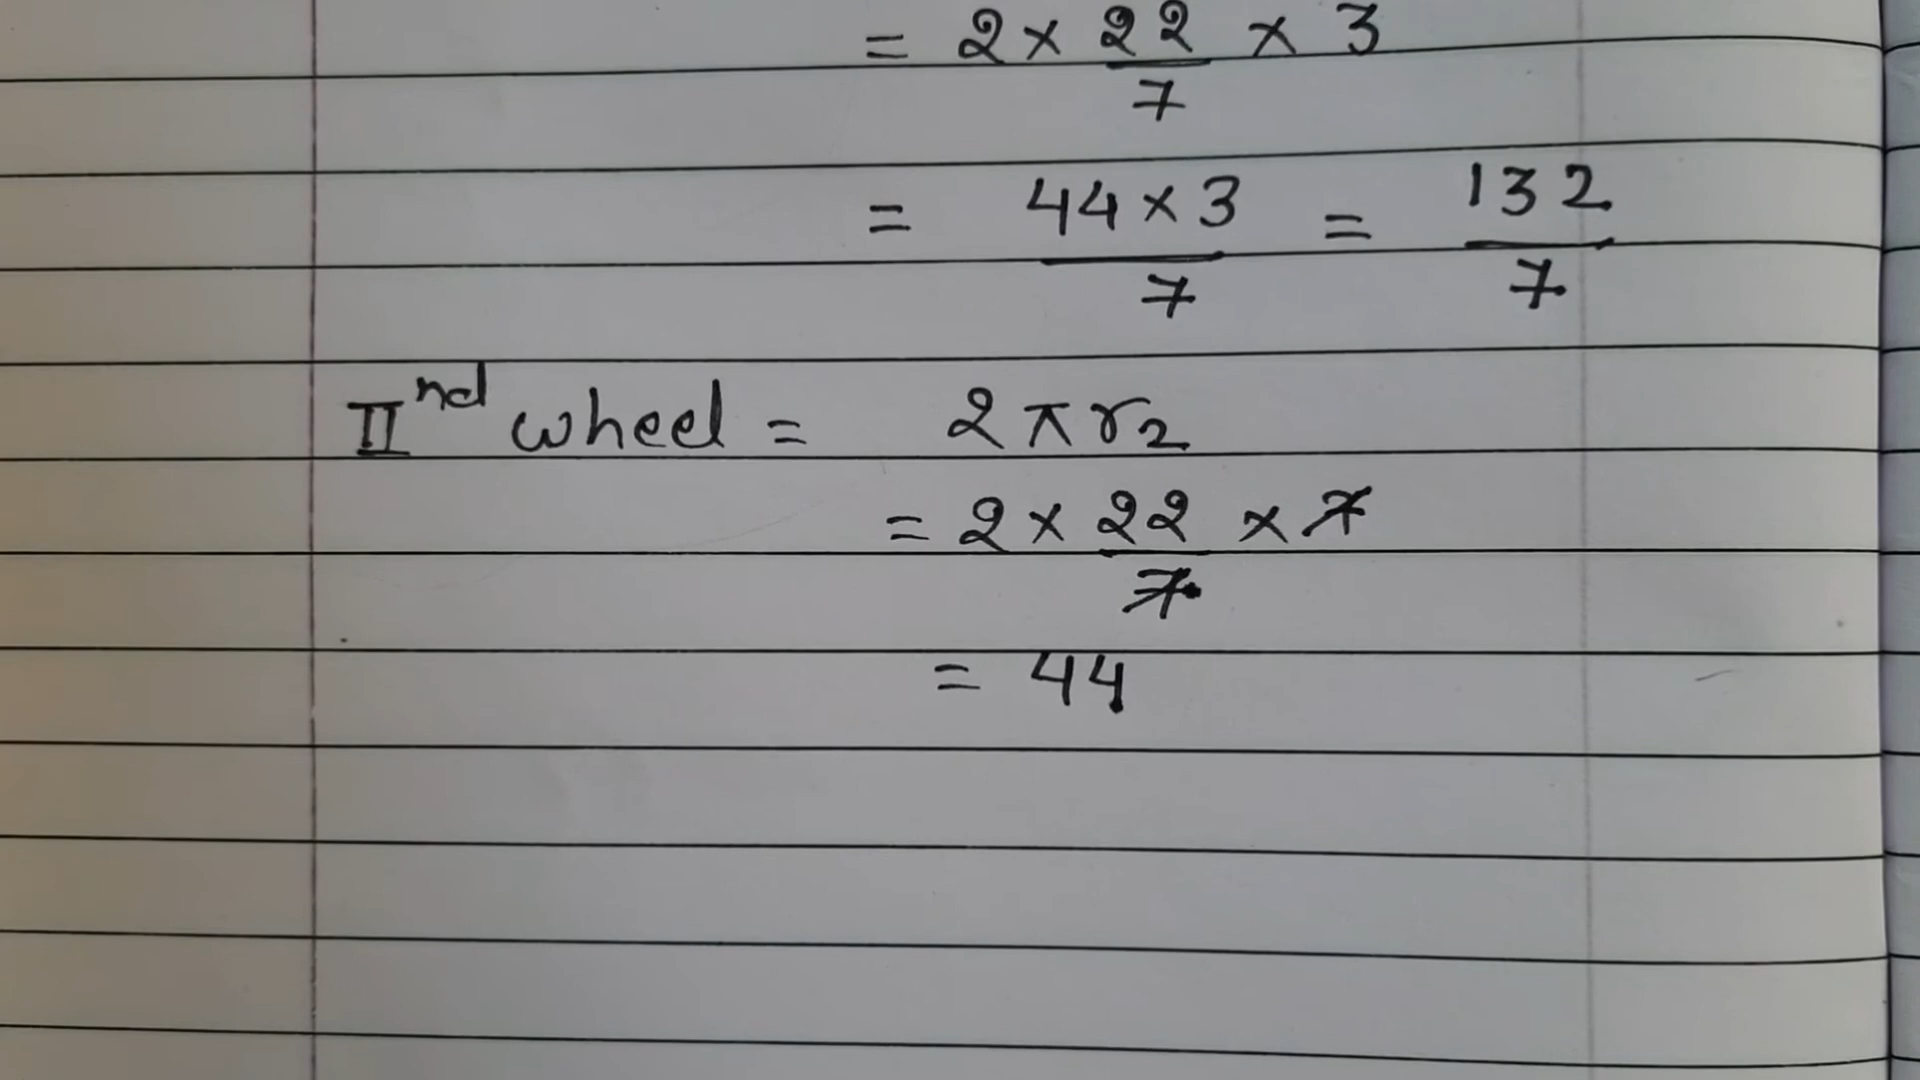 = 2 × 22/7 × 3
= 44 × 3/7 = 132/7
IInd wheel = 2πr2
= 2 × 22/7 × 7
= 44